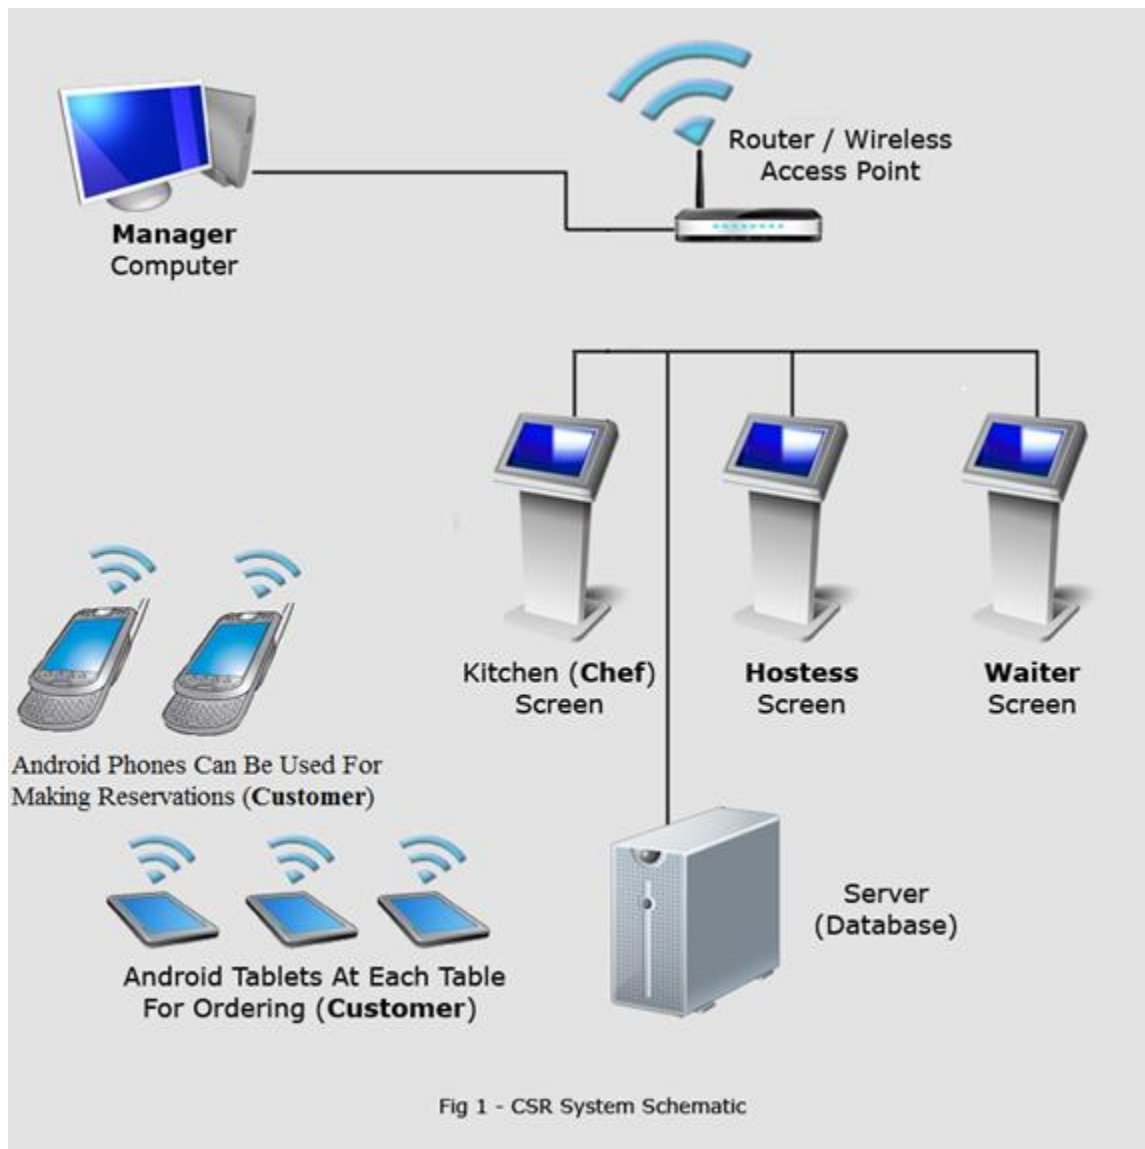 Router / Wireless
Access Point
Manager
Computer
Kitchen (Chef)
Screen
Hostess
Screen
Waiter
Screen
Android Phones Can Be Used For
Making Reservations (Customer)
Server
(Database)
Android Tablets At Each Table
For Ordering (Customer)
Fig 1 - CSR System Schematic